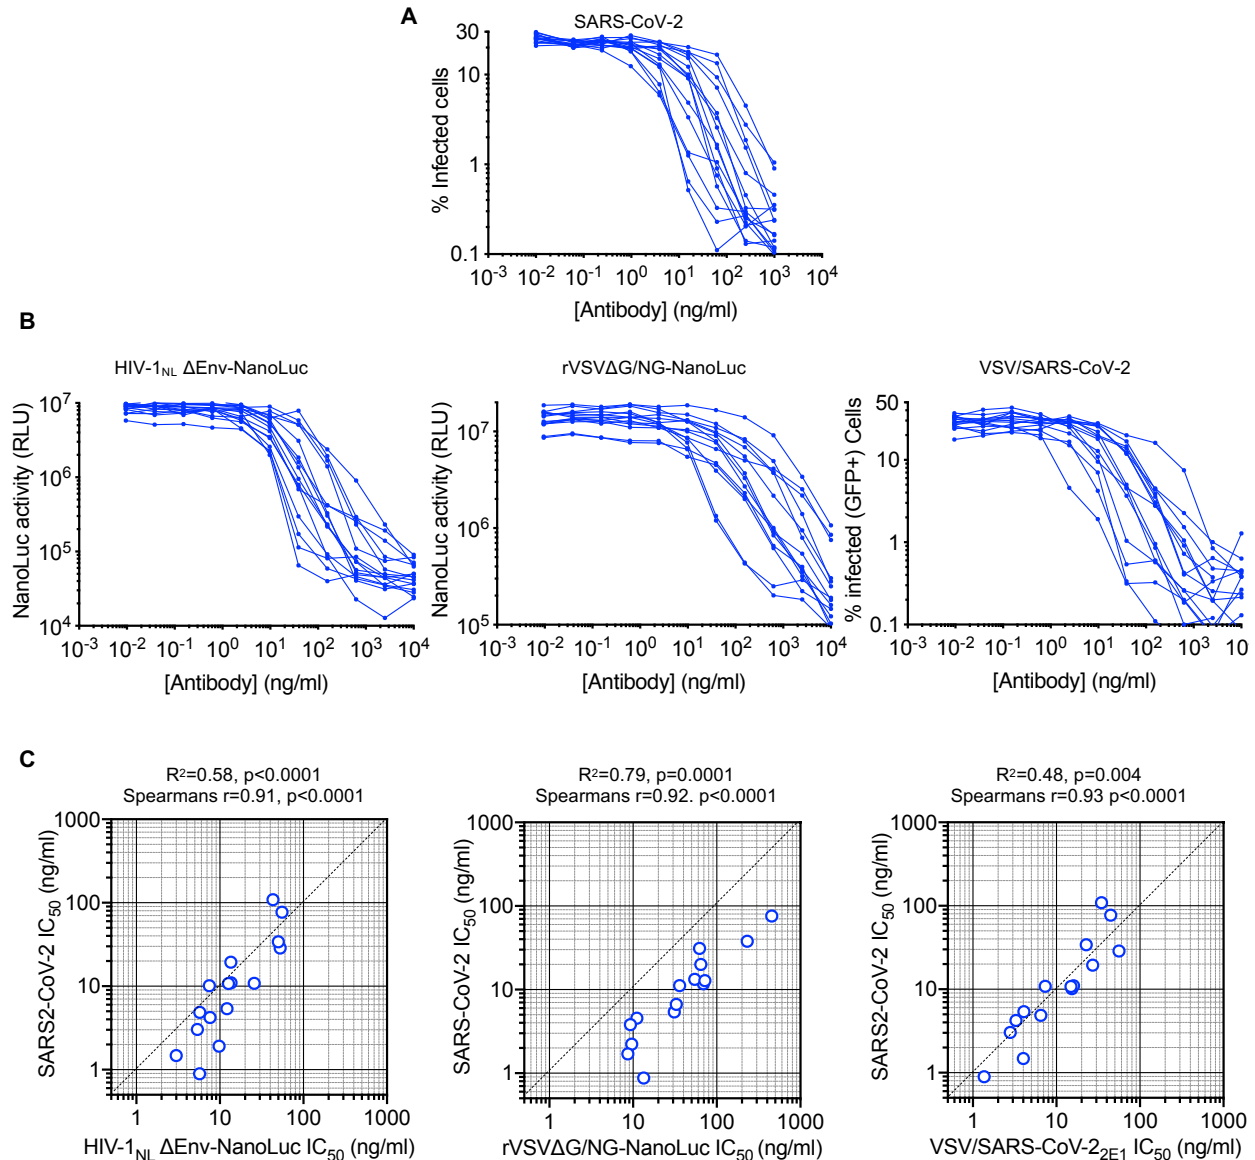 A
SARS-CoV-2
% Infected cells
30
10
1
0.1
10-3 10-2 10-1 100 101 102 103 104
[Antibody] (ng/ml)
B
HIV-1NL ΔEnv-NanoLuc
NanoLuc activity (RLU)
107
106
105
104
10-3 10-2 10-1 100 101 102 103 104
[Antibody] (ng/ml)
rVSVΔG/NG-NanoLuc
NanoLuc activity (RLU)
107
106
105
10-3 10-2 10-1 100 101 102 103 104
[Antibody] (ng/ml)
VSV/SARS-CoV-2
% infected (GFP+) Cells
50
10
1
0.1
10-3 10-2 10-1 100 101 102 103 10
[Antibody] (ng/ml)
C
R2=0.58, p<0.0001
Spearmans r=0.91, p<0.0001
SARS2-CoV-2 IC50 (ng/ml)
1000
100
10
1
1 10 100 1000
HIV-1NL ΔEnv-NanoLuc IC50 (ng/ml)
R2=0.79, p=0.0001
Spearmans r=0.92. p<0.0001
SARS-CoV-2 IC50 (ng/ml)
1000
100
10
1
1 10 100 1000
rVSVΔG/NG-NanoLuc IC50 (ng/ml)
R2=0.48, p=0.004
Spearmans r=0.93 p<0.0001
SARS2-CoV-2 IC50 (ng/ml)
1000
100
10
1
1 10 100 1000
VSV/SARS-CoV-22E1 IC50 (ng/ml)